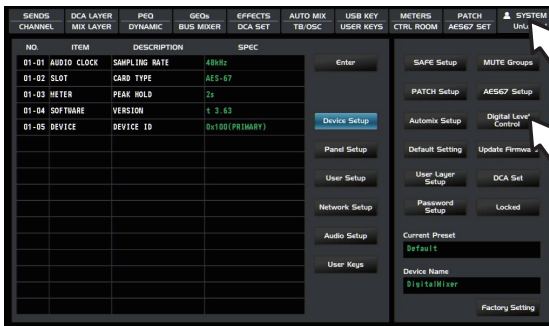 SENDS DCA LAYER PEQ GEQs EFFECTS AUTO MIX USB KEY METERS PATCH SYSTEM
CHANNEL MIX LAYER DYNAMIC BUS MIXER DCA SET TB/OSC USER KEYS CTRL ROOM AES67 SET
NO. ITEM DESCRIPTION SPEC
01-01 AUDIO CLOCK SAMPLING RATE 48kHz
01-02 SLOT CARD TYPE AES-67
01-03 METER PEAK HOLD 2s
01-04 SOFTWARE VERSION t 3.63
01-05 DEVICE DEVICE ID 0x100(PRIMARY)
Enter
Device Setup
Panel Setup
User Setup
Network Setup
Audio Setup
User Keys
SAFE Setup MUTE Groups
PATCH Setup AES67 Setup
Automix Setup Digital Level
Control
Default Setting Update Firmware
User Layer
Setup DCA Set
Password
Setup Locked
Current Preset
Default
Device Name
DigitalMixer
Factory Setting